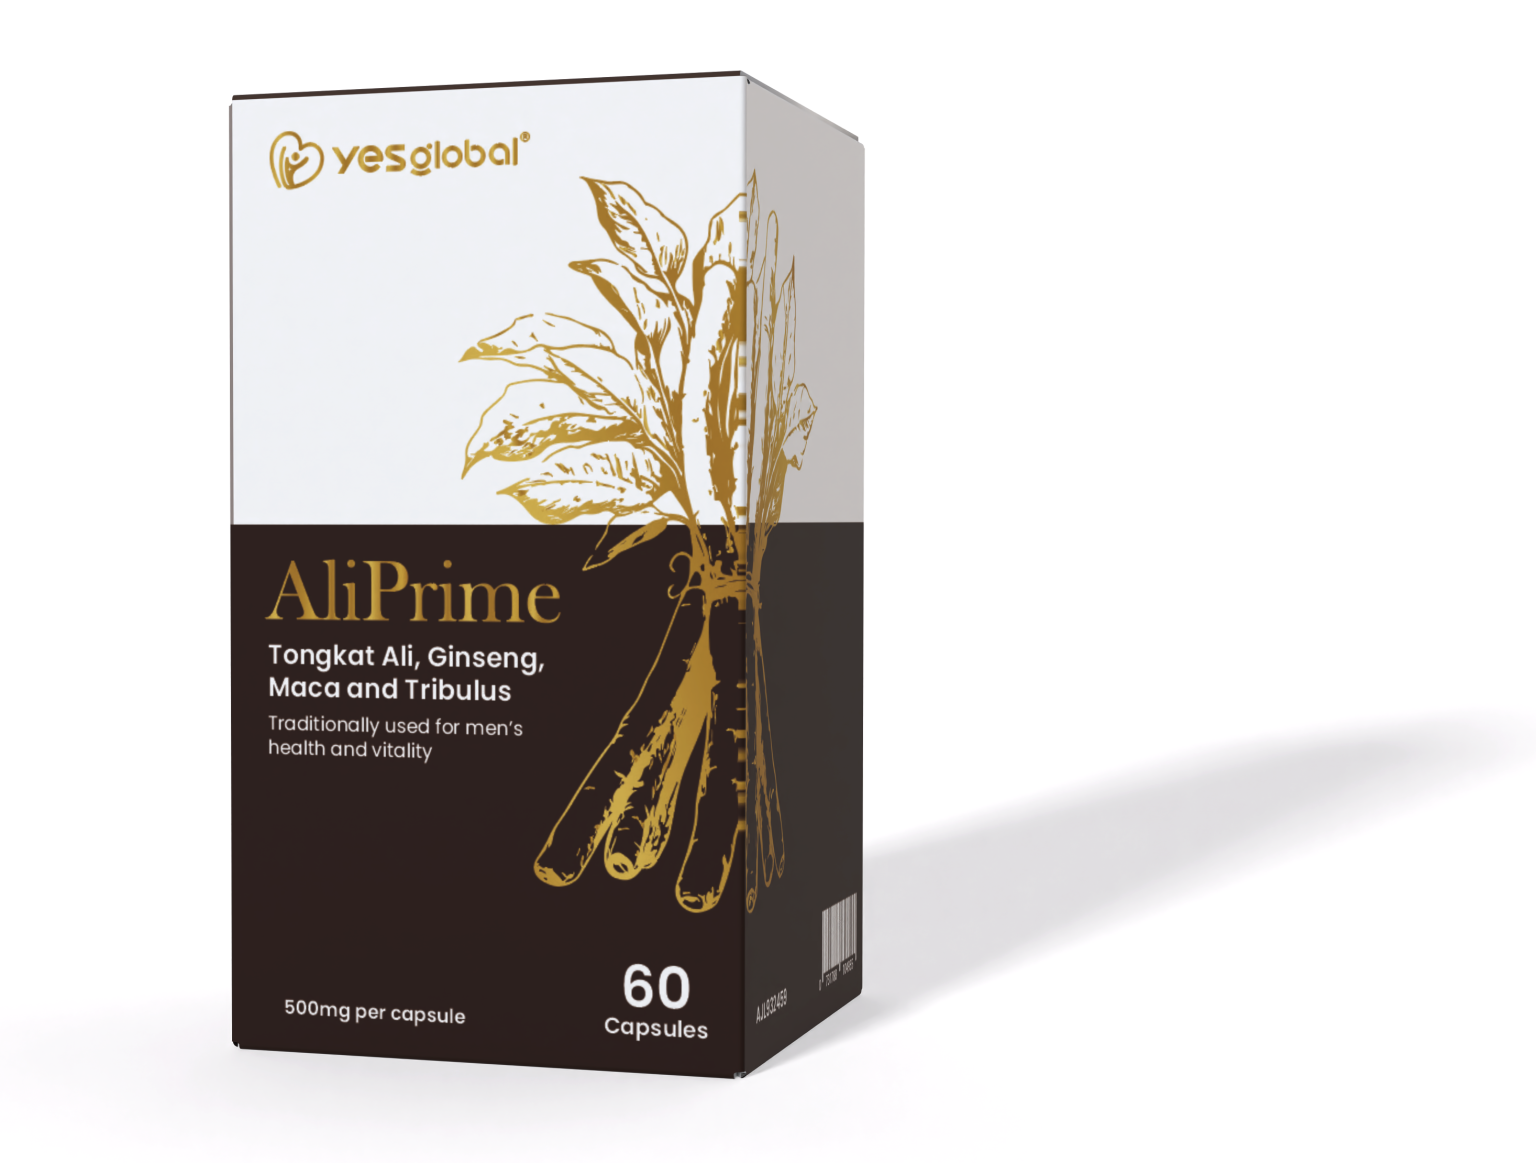 yesglobal®
AliPrime
Tongkat Ali, Ginseng,
Maca and Tribulus
Traditionally used for men's
health and vitality
500mg per capsule
60
Capsules
AJL932459